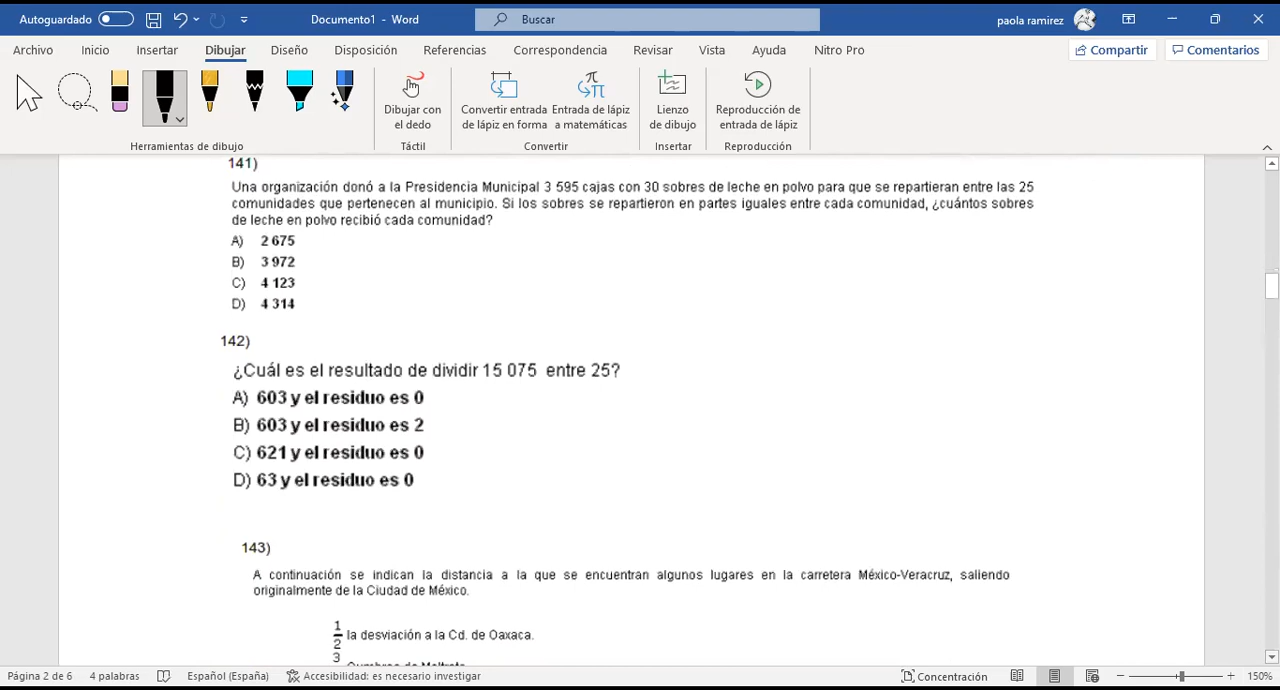 Autoguardado
Documento1 - Word
Buscar
paola ramirez
Archivo Inicio Insertar Dibujar Diseño Disposición Referencias Correspondencia Revisar Vista Ayuda Nitro Pro
Compartir Comentarios
Dibujar con el dedo
Convertir entrada de lápiz en forma
Entrada de lápiz a matemáticas
Lienzo de dibujo
Reproducción de entrada de lápiz
Herramientas de dibujo Táctil Convertir Insertar Reproducción
141)
Una organización donó a la Presidencia Municipal 3 595 cajas con 30 sobres de leche en polvo para que se repartieran entre las 25
comunidades que pertenecen al municipio. Si los sobres se repartieron en partes iguales entre cada comunidad, ¿cuántos sobres
de leche en polvo recibió cada comunidad?
A) 2 675
B) 3 972
C) 4 123
D) 4 314
142)
¿Cuál es el resultado de dividir 15 075 entre 25?
A) 603 y el residuo es 0
B) 603 y el residuo es 2
C) 621 y el residuo es 0
D) 63 y el residuo es 0
143)
A continuación se indican la distancia a la que se encuentran algunos lugares en la carretera México-Veracruz, saliendo
originalmente de la Ciudad de México.
1/2 la desviación a la Cd. de Oaxaca.
3
Página 2 de 6 4 palabras Español (España) Accesibilidad: es necesario investigar Concentración 150%